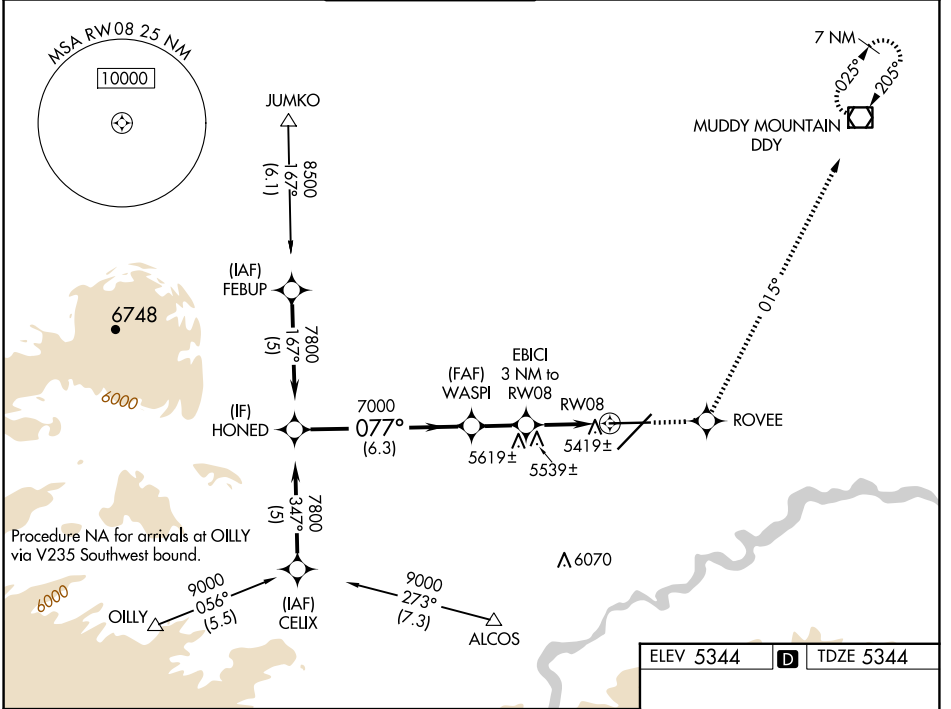 MSA RW08 25 NM
10000
7 NM
025°
205°
MUDDY MOUNTAIN
DDY
JUMKO
8500
167°
(6.1)
(IAF)
FEBUP
015°
6748
7800
167°
(5)
6000
(IF)
HONED
7000
077°
(6.3)
(FAF)
WASPI
EBICI
3 NM to
RW08
RW08
ROVEE
5619±
5539±
5419±
7800
347°
(5)
Procedure NA for arrivals at OILLY
via V235 Southwest bound.
6070
6000
9000
056°
(5.5)
OILLY
(IAF)
CELIX
9000
273°
(7.3)
ALCOS
ELEV 5344 D TDZE 5344